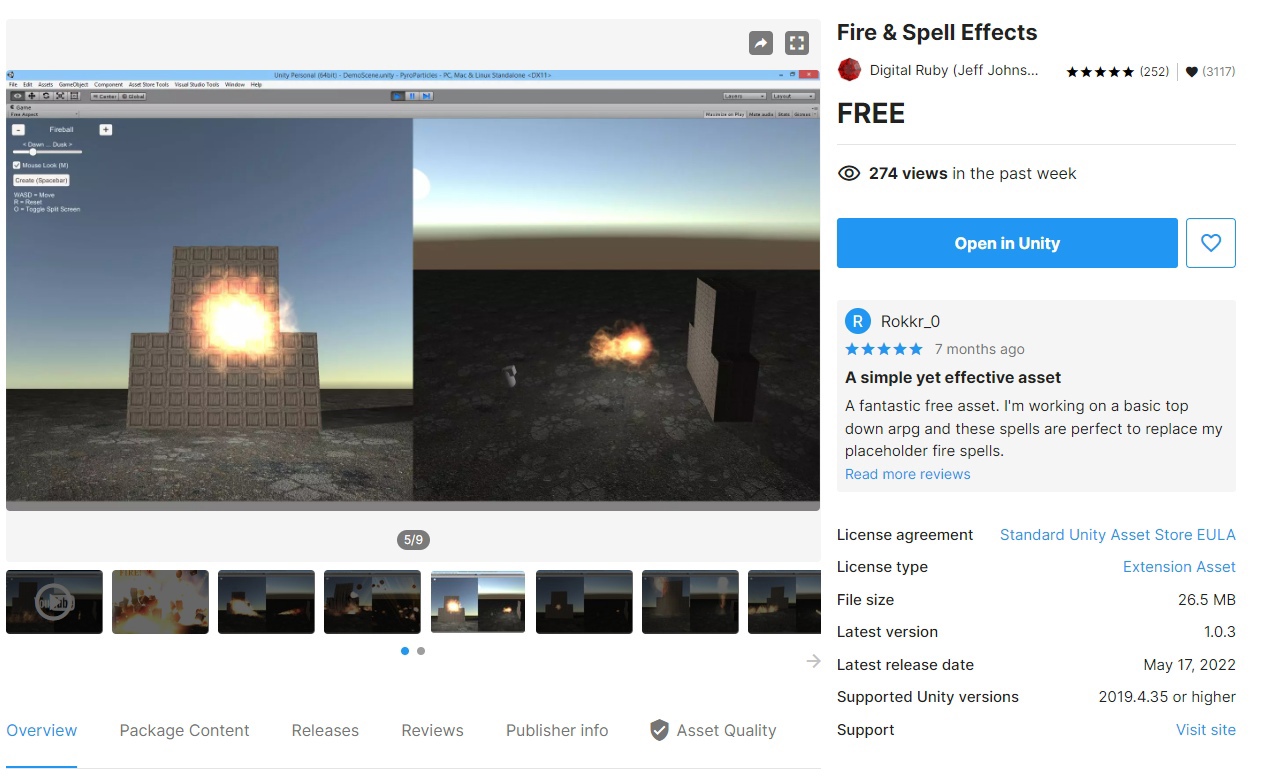 Unity Personal (64bit) - DemoScene.unity - PyroParticles - PC, Mac & Linux Standalone <DX11>
File Edit Assets GameObject Component Asset Store Tools Visual Studio Tools Window Help
Center Global
Layers Layout
Game
Free Aspect
Maximize on Play Mute audio Stats Gizmos
- Fireball +
< Dawn ... Dusk >
Mouse Look (M)
Create (Spacebar)
WASD = Move
R = Reset
O = Toggle Split Screen
5/9
Overview Package Content Releases Reviews Publisher info Asset Quality
Fire & Spell Effects
Digital Ruby (Jeff Johns... (252) (3117)
FREE
274 views in the past week
Open in Unity
R Rokkr_0
7 months ago
A simple yet effective asset
A fantastic free asset. I'm working on a basic top
down arpg and these spells are perfect to replace my
placeholder fire spells.
Read more reviews
License agreement Standard Unity Asset Store EULA
License type Extension Asset
File size 26.5 MB
Latest version 1.0.3
Latest release date May 17, 2022
Supported Unity versions 2019.4.35 or higher
Support Visit site